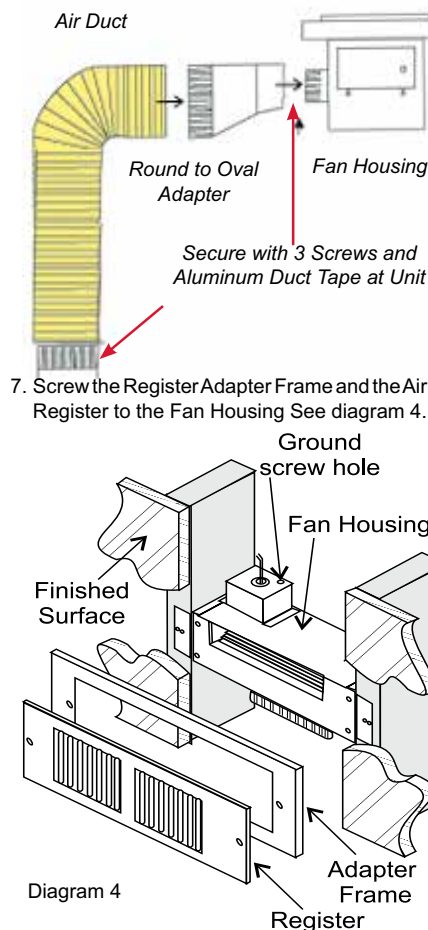 Air Duct
Round to Oval
Adapter
Fan Housing
Secure with 3 Screws and
Aluminum Duct Tape at Unit
7. Screw the Register Adapter Frame and the Air
Register to the Fan Housing See diagram 4.
Ground
screw hole
Fan Housing
Finished
Surface
Adapter
Frame
Diagram 4
Register